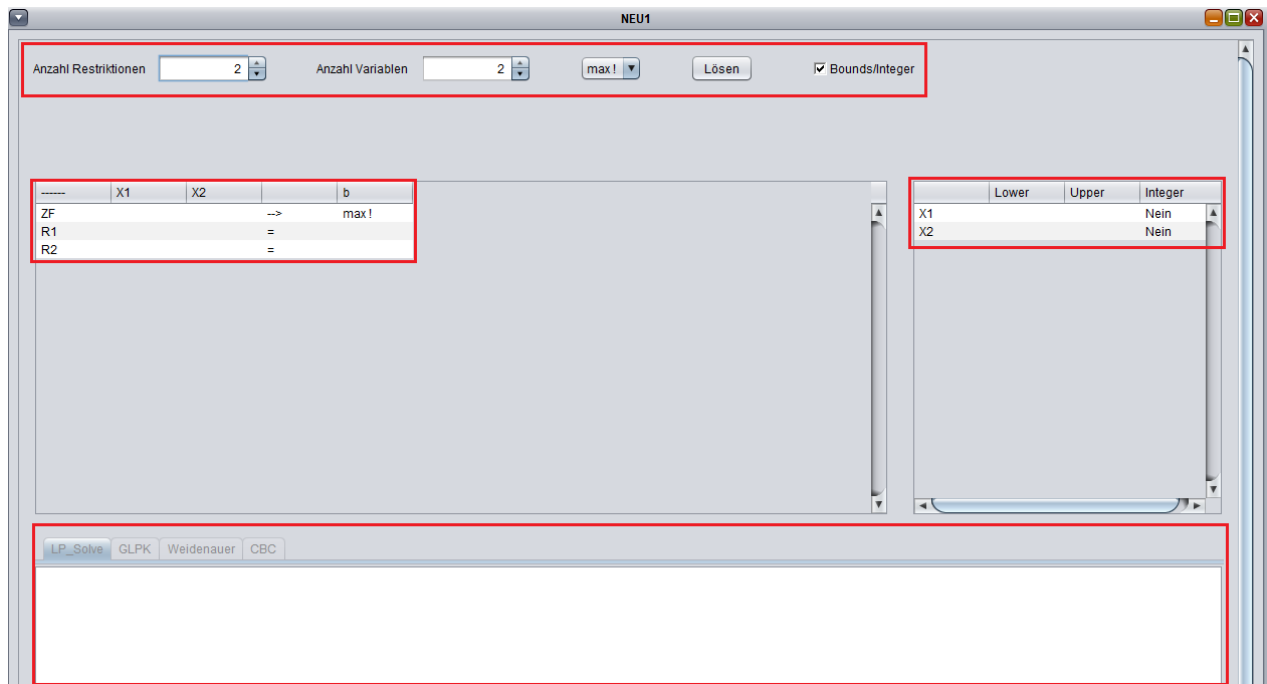 NEU1
Anzahl Restriktionen 2 Anzahl Variablen 2 max! Lösen Bounds/Integer
------ X1 X2 b
ZF --> max!
R1 =
R2 =
Lower Upper Integer
X1 Nein
X2 Nein
LP_Solve GLPK Weidenauer CBC